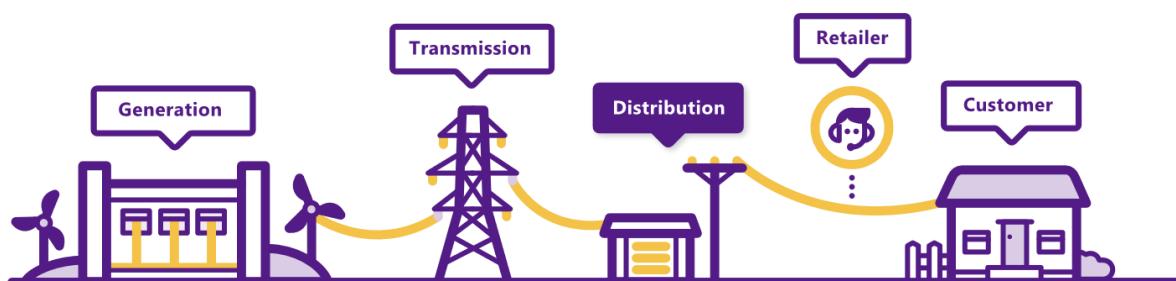 Generation
Transmission
Distribution
Retailer
Customer